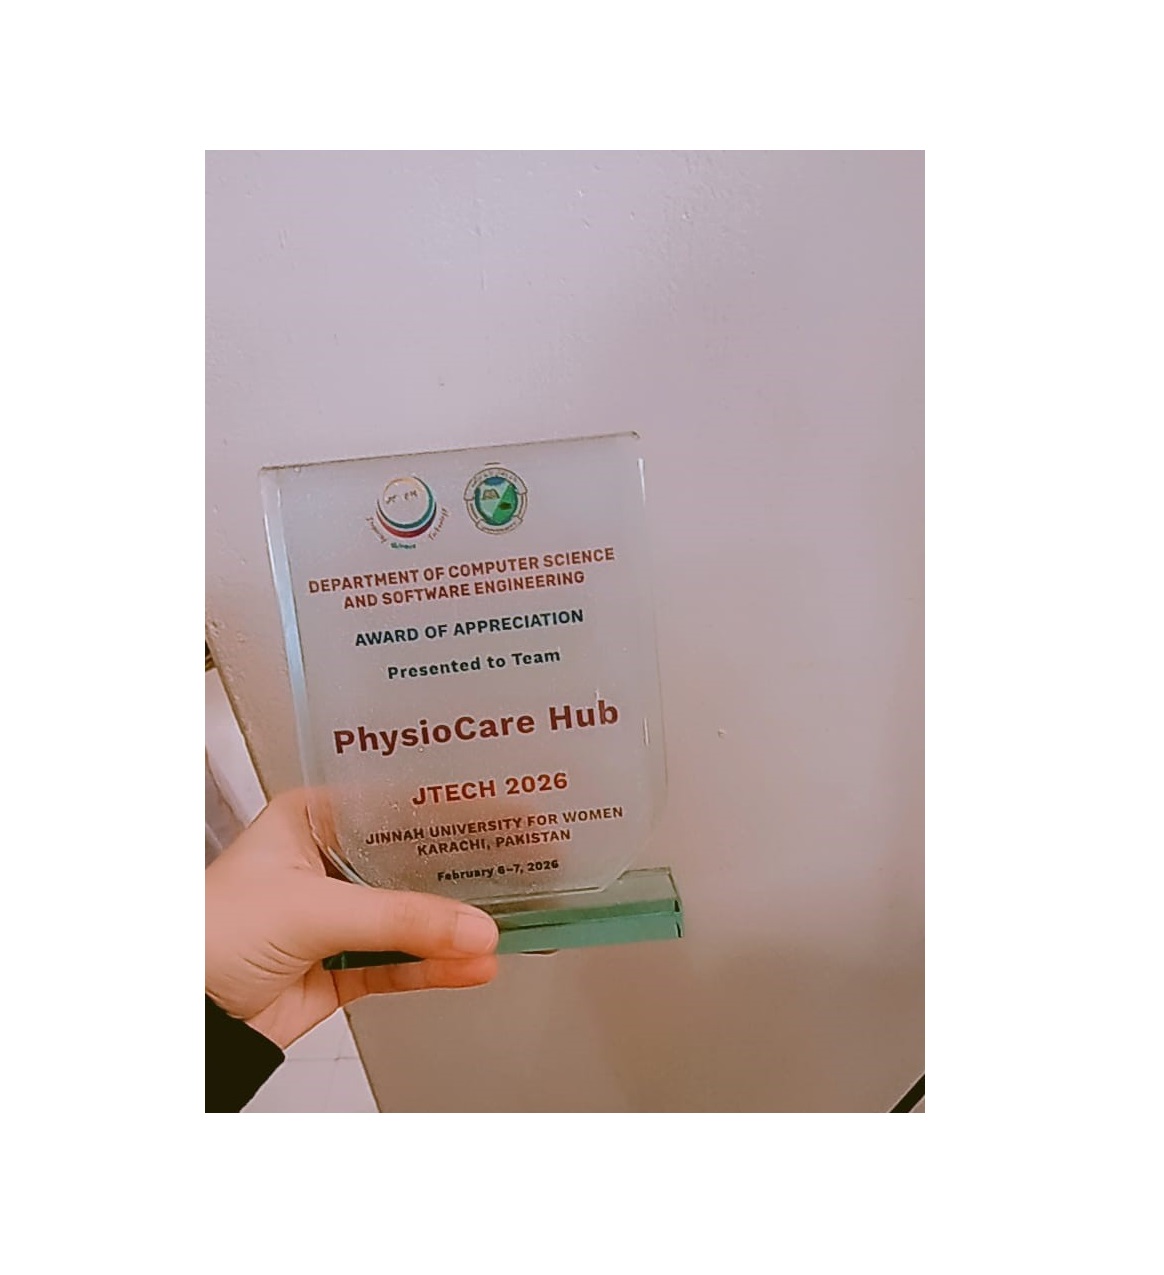 DEPARTMENT OF COMPUTER SCIENCE
AND SOFTWARE ENGINEERING
AWARD OF APPRECIATION
Presented to Team
PhysioCare Hub
JTECH 2026
JINNAH UNIVERSITY FOR WOMEN
KARACHI, PAKISTAN
February 6–7, 2026